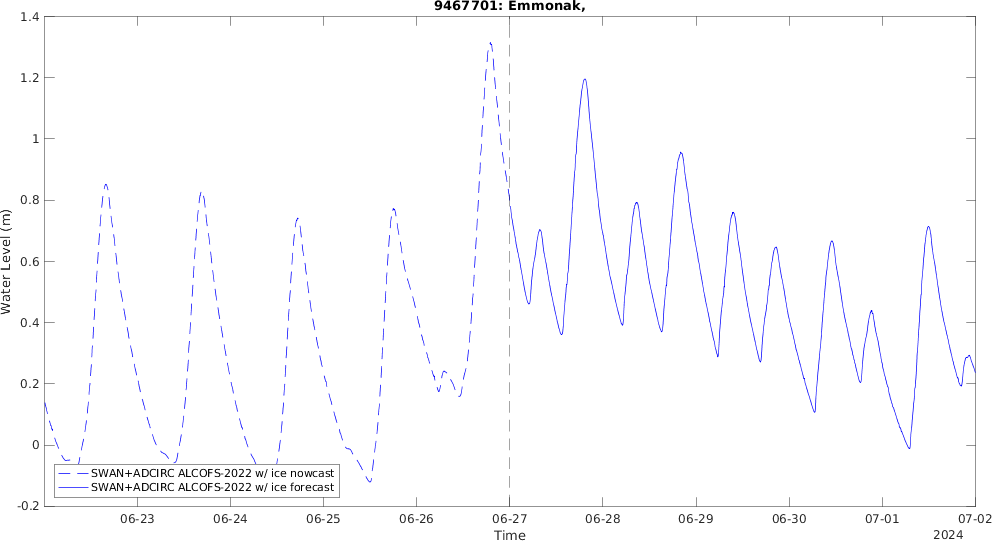 9467701: Emmonak,
1.4
1.2
1
0.8
0.6
0.4
0.2
0
-0.2
Water Level (m)
SWAN+ADCIRC ALCOFS-2022 w/ ice nowcast
SWAN+ADCIRC ALCOFS-2022 w/ ice forecast
06-23 06-24 06-25 06-26 06-27 06-28 06-29 06-30 07-01 07-02
Time
2024